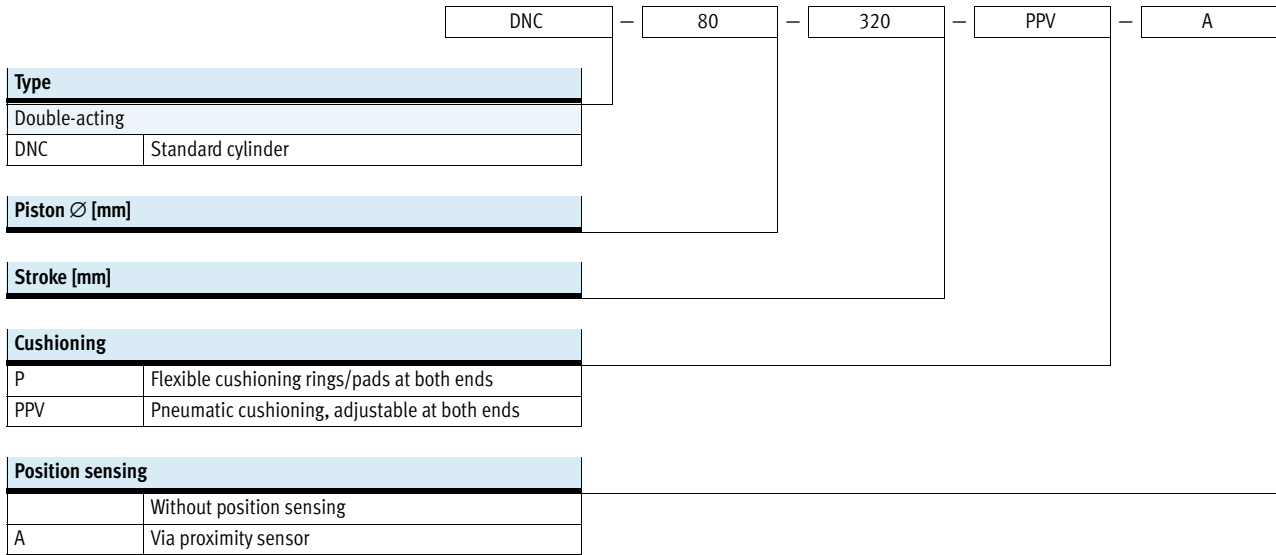 DNC – 80 – 320 – PPV – A
Type
Double-acting
DNC Standard cylinder
Piston ∅ [mm]
Stroke [mm]
Cushioning
P Flexible cushioning rings/pads at both ends
PPV Pneumatic cushioning, adjustable at both ends
Position sensing
Without position sensing
A Via proximity sensor